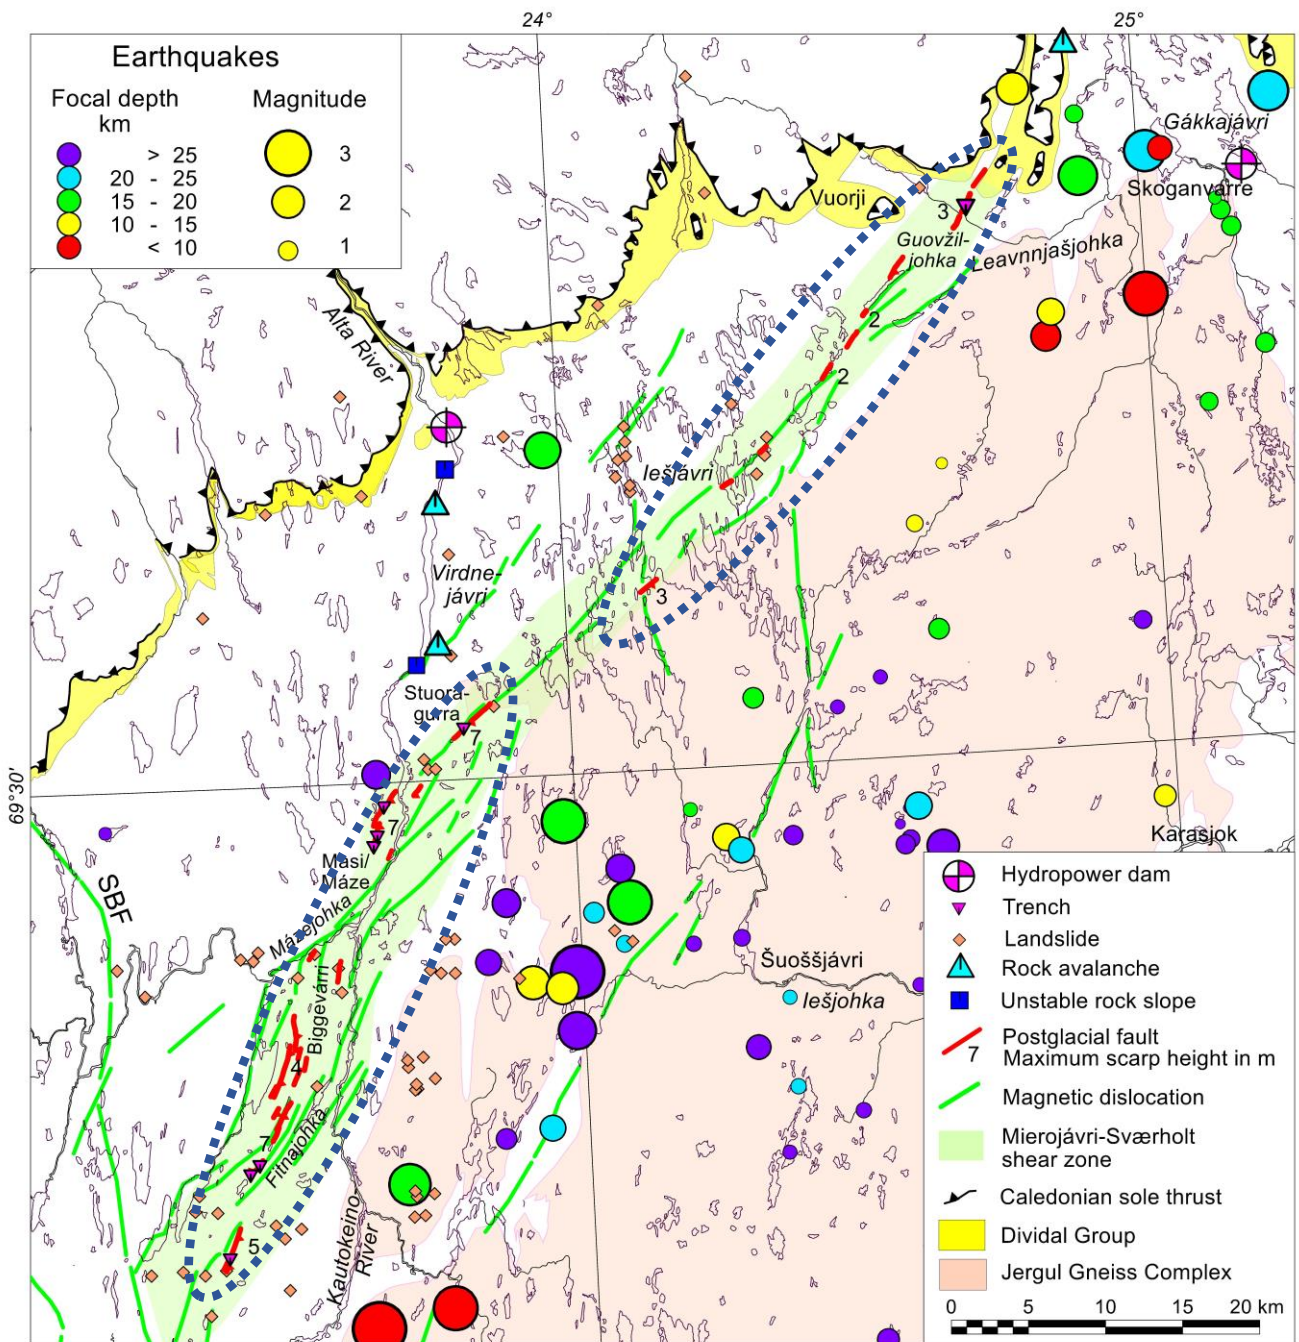 24°
25°
Earthquakes
Focal depth
km
Magnitude
> 25
20 - 25
15 - 20
10 - 15
< 10
3
2
1
Gákkajávri
Skoganvarre
Vuorji
3
Guovžil-
johka
Leavnnjašjohka
Alta River
2
2
Iešjávri
Virdne-
jávri
3
Stuora-
gurra
7
69°30'
7
Masi/
Máze
Karasjok
SBF
Mázejohka
Biggevárri
Šuoššjávri
Iešjohka
4
7
Fitnajohka
5
Kautokeino-
River
Hydropower dam
Trench
Landslide
Rock avalanche
Unstable rock slope
7
Postglacial fault
Maximum scarp height in m
Magnetic dislocation
Mierojávri-Sværholt
shear zone
Caledonian sole thrust
Dividal Group
Jergul Gneiss Complex
0 5 10 15 20 km